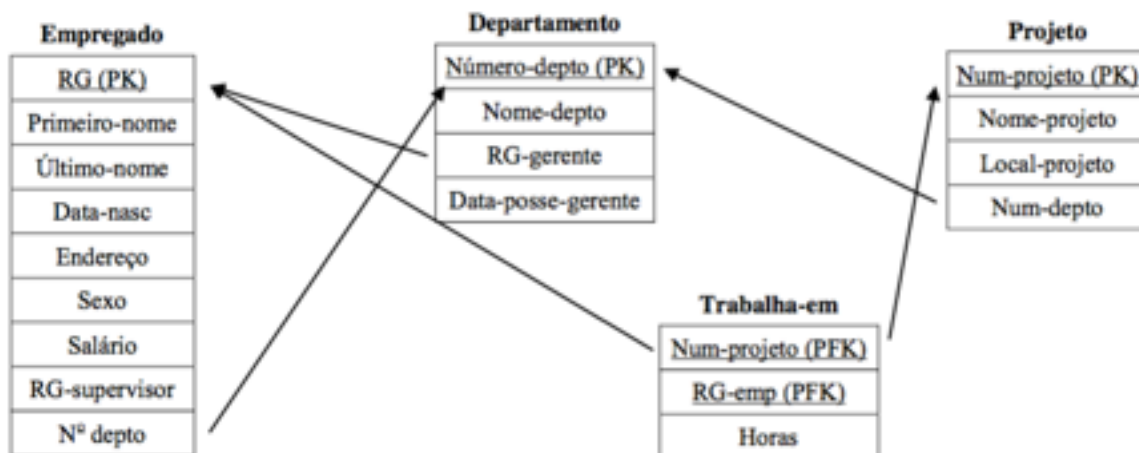 Empregado
RG (PK)
Primeiro-nome
Último-nome
Data-nasc
Endereço
Sexo
Salário
RG-supervisor
Nº depto
Departamento
Número-depto (PK)
Nome-depto
RG-gerente
Data-posse-gerente
Projeto
Num-projeto (PK)
Nome-projeto
Local-projeto
Num-depto
Trabalha-em
Num-projeto (PFK)
RG-emp (PFK)
Horas